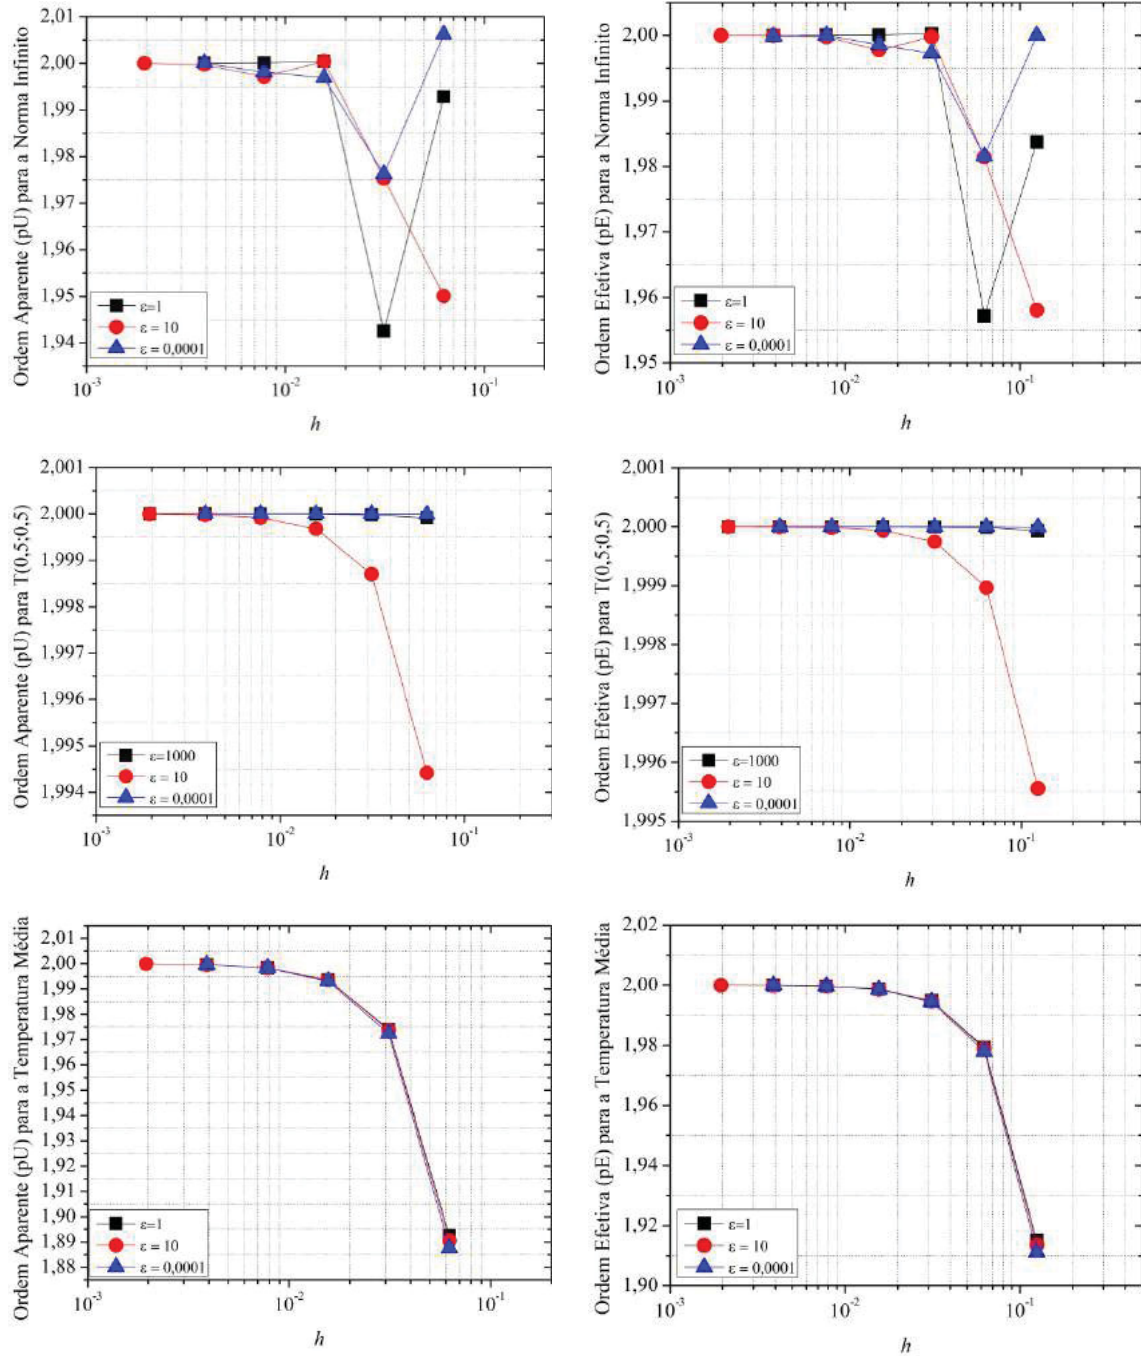 Ordem Aparente (pU) para a Norma Infinito
2,01
2,00
1,99
1,98
1,97
1,96
1,95
1,94
ε=1
ε = 10
ε = 0,0001
10-3
10-2
10-1
h
Ordem Efetiva (pE) para a Norma Infinito
2,00
1,99
1,98
1,97
1,96
1,95
ε=1
ε = 10
ε = 0,0001
10-3
10-2
10-1
h
Ordem Aparente (pU) para T(0,5;0,5)
2,001
2,000
1,999
1,998
1,997
1,996
1,995
1,994
ε=1000
ε = 10
ε = 0,0001
10-3
10-2
10-1
h
Ordem Efetiva (pE) para T(0,5;0,5)
2,001
2,000
1,999
1,998
1,997
1,996
1,995
ε=1000
ε = 10
ε = 0,0001
10-3
10-2
10-1
h
Ordem Aparente (pU) para a Temperatura Média
2,01
2,00
1,99
1,98
1,97
1,96
1,95
1,94
1,93
1,92
1,91
1,90
1,89
1,88
ε=1
ε = 10
ε = 0,0001
10-3
10-2
10-1
h
Ordem Efetiva (pE) para a Temperatura Média
2,02
2,00
1,98
1,96
1,94
1,92
1,90
ε=1
ε = 10
ε = 0,0001
10-3
10-2
10-1
h